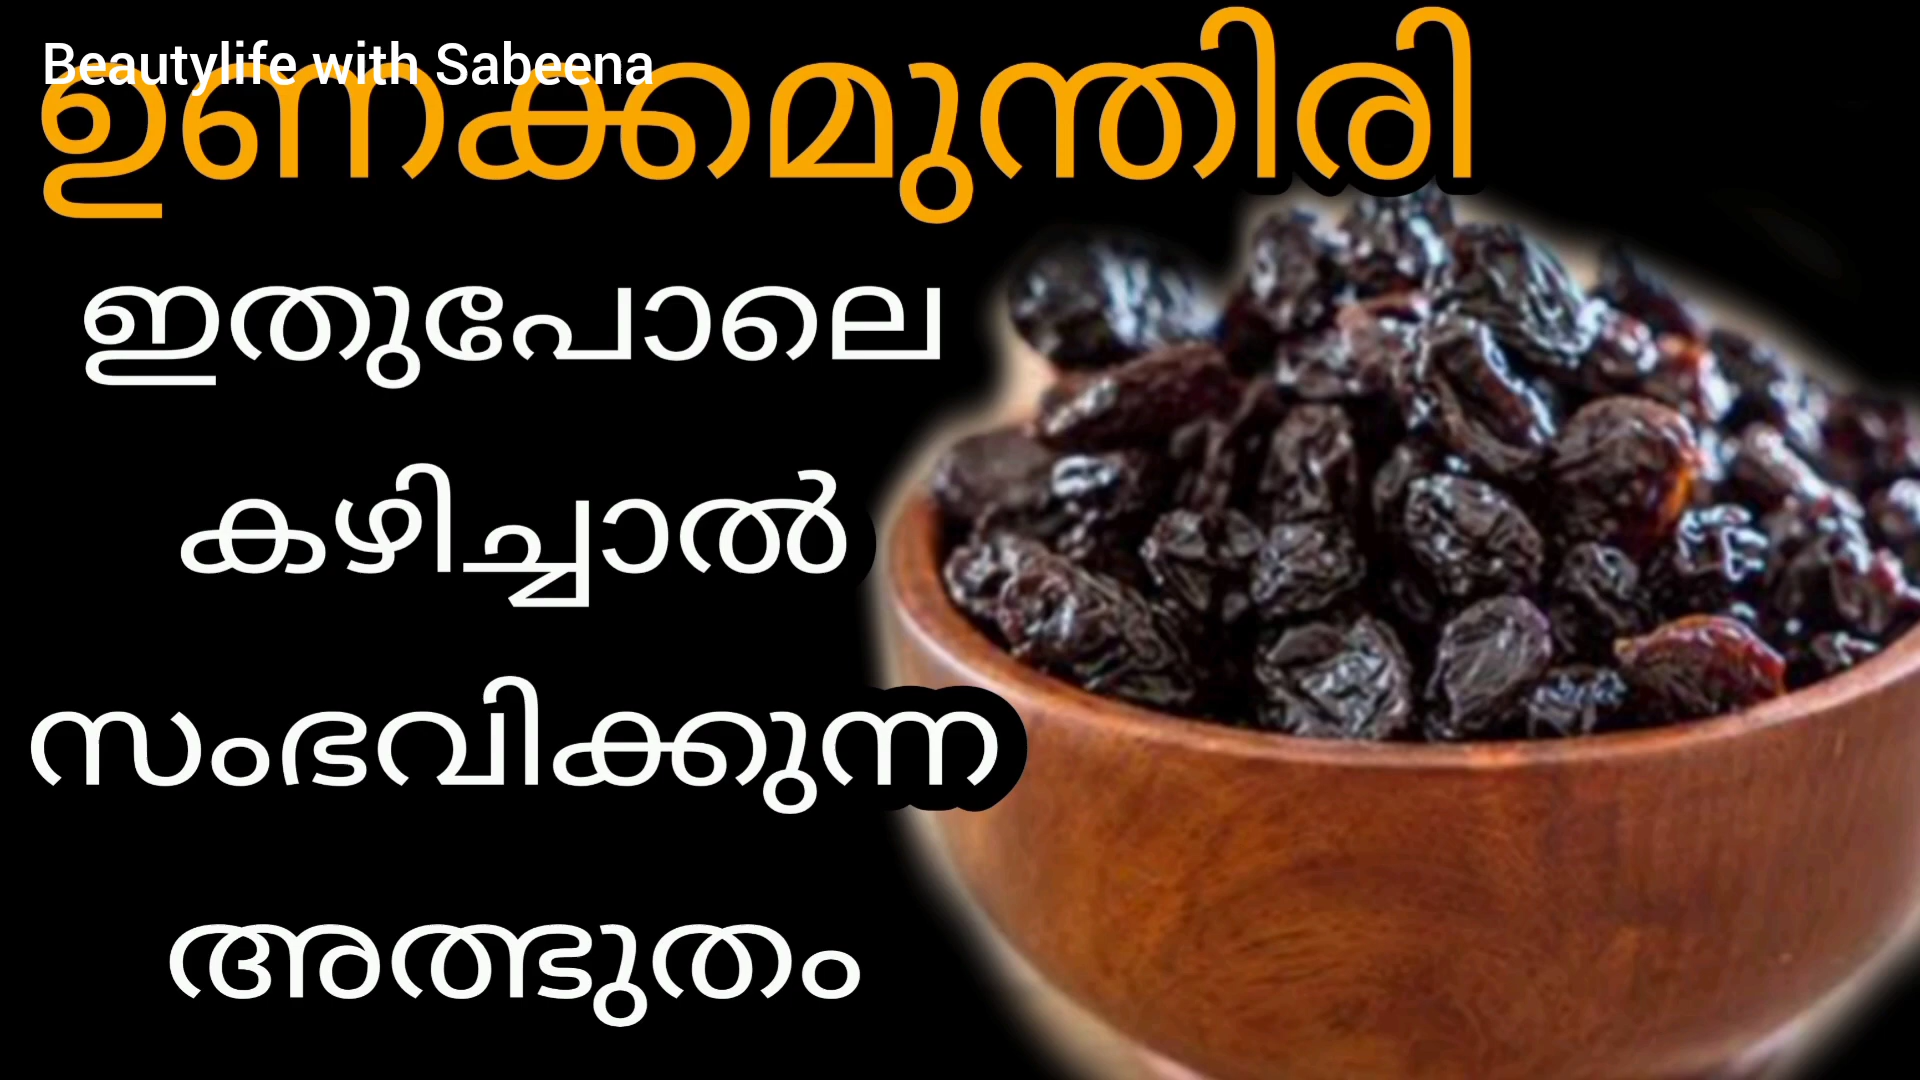 Beautylife with Sabeena
ഉണക്കമുന്തിരി
ഇതുപോലെ
കഴിച്ചാൽ
സംഭവിക്കുന്ന
അത്ഭുതം